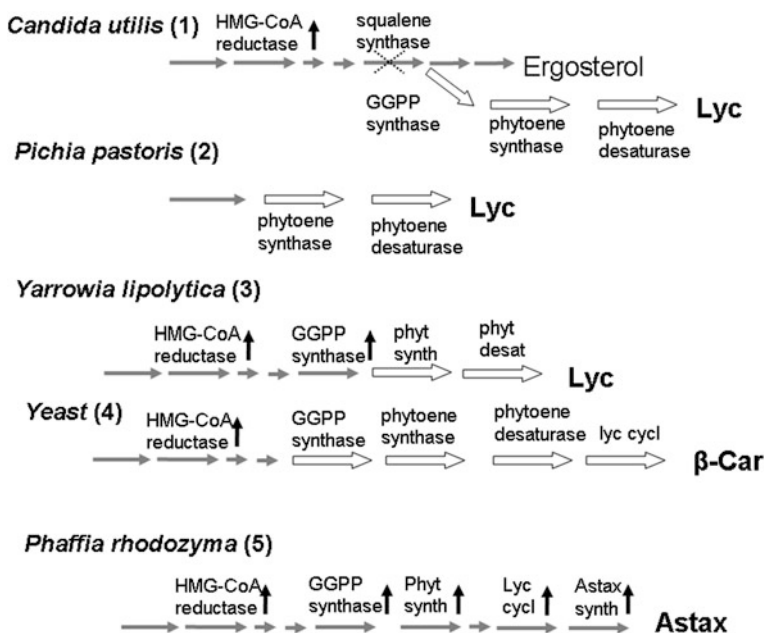 Candida utilis (1)
HMG-CoA
reductase
squalene
synthase
Ergosterol
GGPP
synthase
phytoene
synthase
phytoene
desaturase
Lyc
Pichia pastoris (2)
phytoene
synthase
phytoene
desaturase
Lyc
Yarrowia lipolytica (3)
HMG-CoA
reductase
GGPP
synthase
phyt
synth
phyt
desat
Lyc
Yeast (4)
HMG-CoA
reductase
GGPP
synthase
phytoene
synthase
phytoene
desaturase
lyc cycl
β-Car
Phaffia rhodozyma (5)
HMG-CoA
reductase
GGPP
synthase
Phyt
synth
Lyc
cycl
Astax
synth
Astax